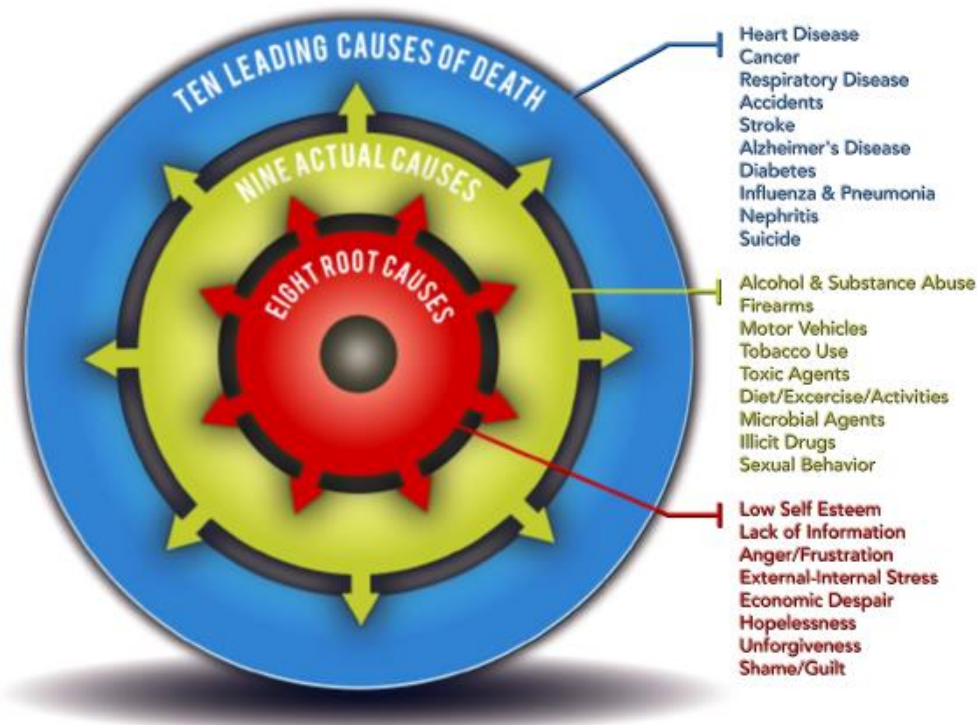 TEN LEADING CAUSES OF DEATH
NINE ACTUAL CAUSES
EIGHT ROOT CAUSES
Heart Disease
Cancer
Respiratory Disease
Accidents
Stroke
Alzheimer's Disease
Diabetes
Influenza & Pneumonia
Nephritis
Suicide
Alcohol & Substance Abuse
Firearms
Motor Vehicles
Tobacco Use
Toxic Agents
Diet/Excercise/Activities
Microbial Agents
Illicit Drugs
Sexual Behavior
Low Self Esteem
Lack of Information
Anger/Frustration
External-Internal Stress
Economic Despair
Hopelessness
Unforgiveness
Shame/Guilt